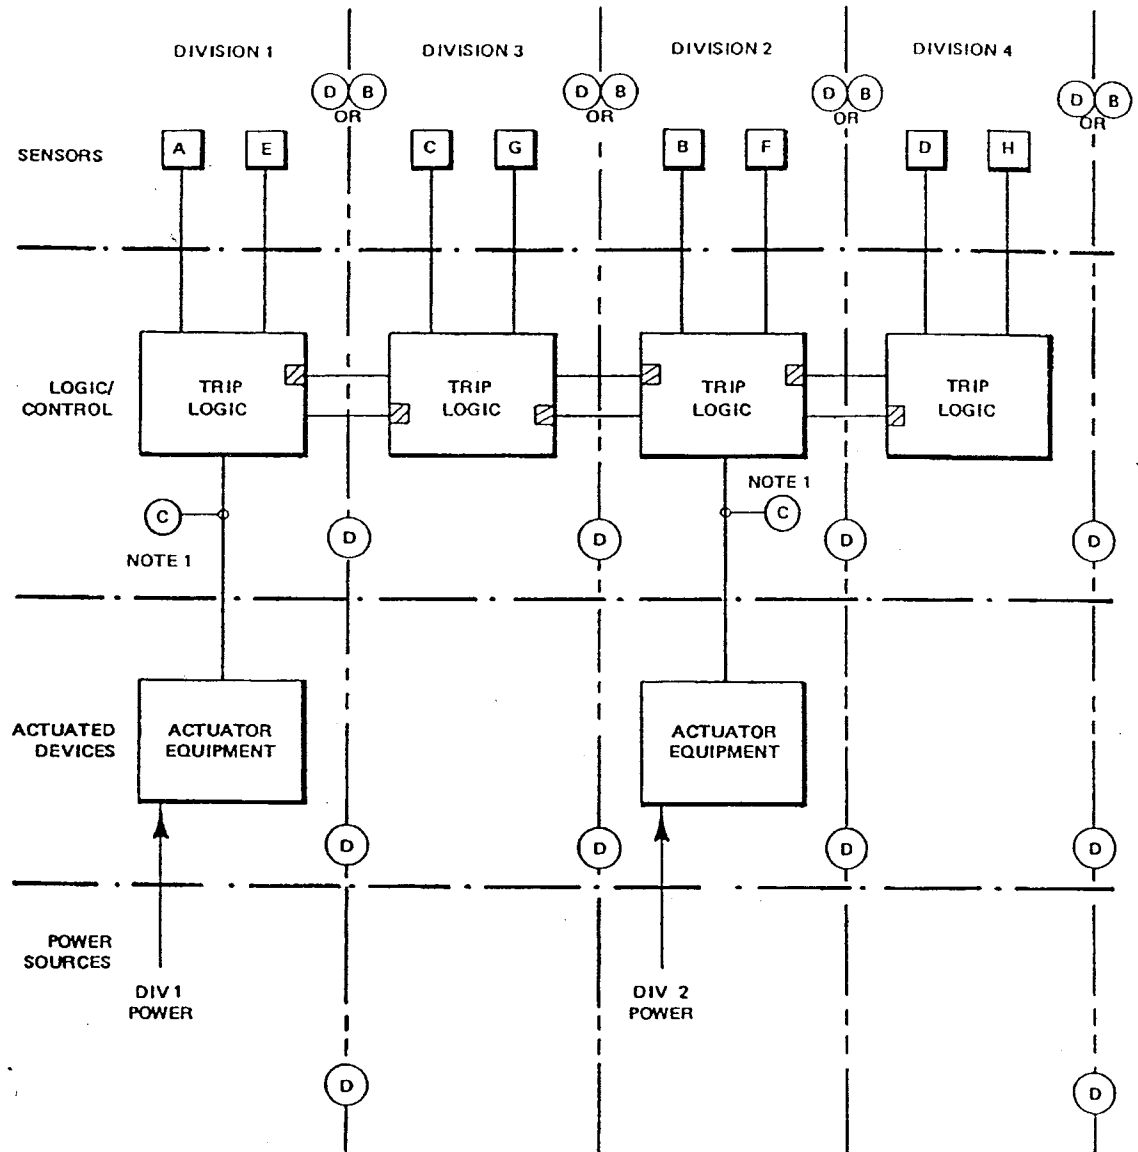 DIVISION 1
DIVISION 3
DIVISION 2
DIVISION 4
D B
OR
D B
OR
D B
OR
D B
OR
SENSORS
A
E
C
G
B
F
D
H
LOGIC/
CONTROL
TRIP
LOGIC
TRIP
LOGIC
TRIP
LOGIC
TRIP
LOGIC
C
NOTE 1
NOTE 1
C
D
D
D
D
ACTUATED
DEVICES
ACTUATOR
EQUIPMENT
ACTUATOR
EQUIPMENT
D
D
D
D
POWER
SOURCES
DIV 1
POWER
DIV 2
POWER
D
D